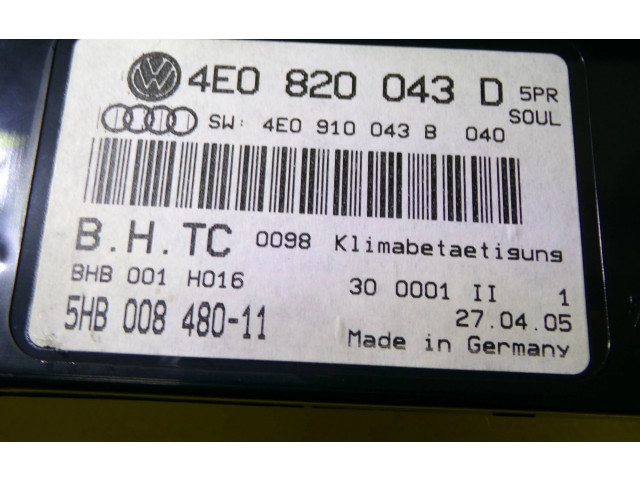 4E0 820 043 D 5PR
SOUL
SW: 4E0 910 043 B 040
B.H.TC 0098 Klimabetaetigung
BHB 001 H016
30 0001 II 1
5HB 008 480-11
27.04.05
Made in Germany